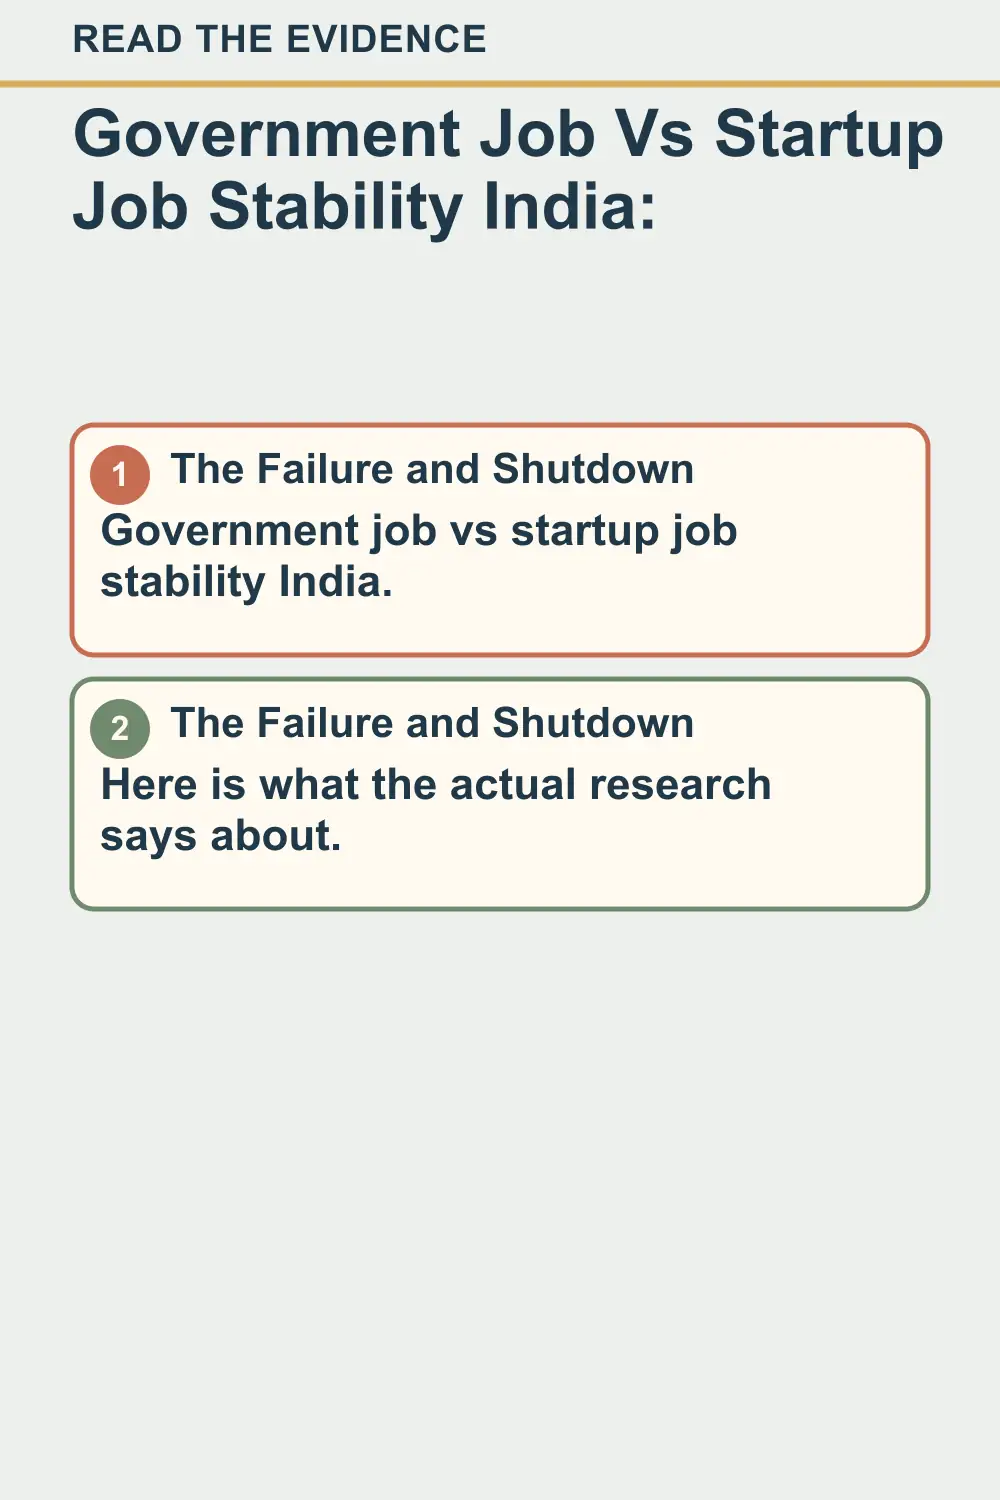 READ THE EVIDENCE
Government Job Vs Startup
Job Stability India:
1 The Failure and Shutdown
Government job vs startup job
stability India.
2 The Failure and Shutdown
Here is what the actual research
says about.